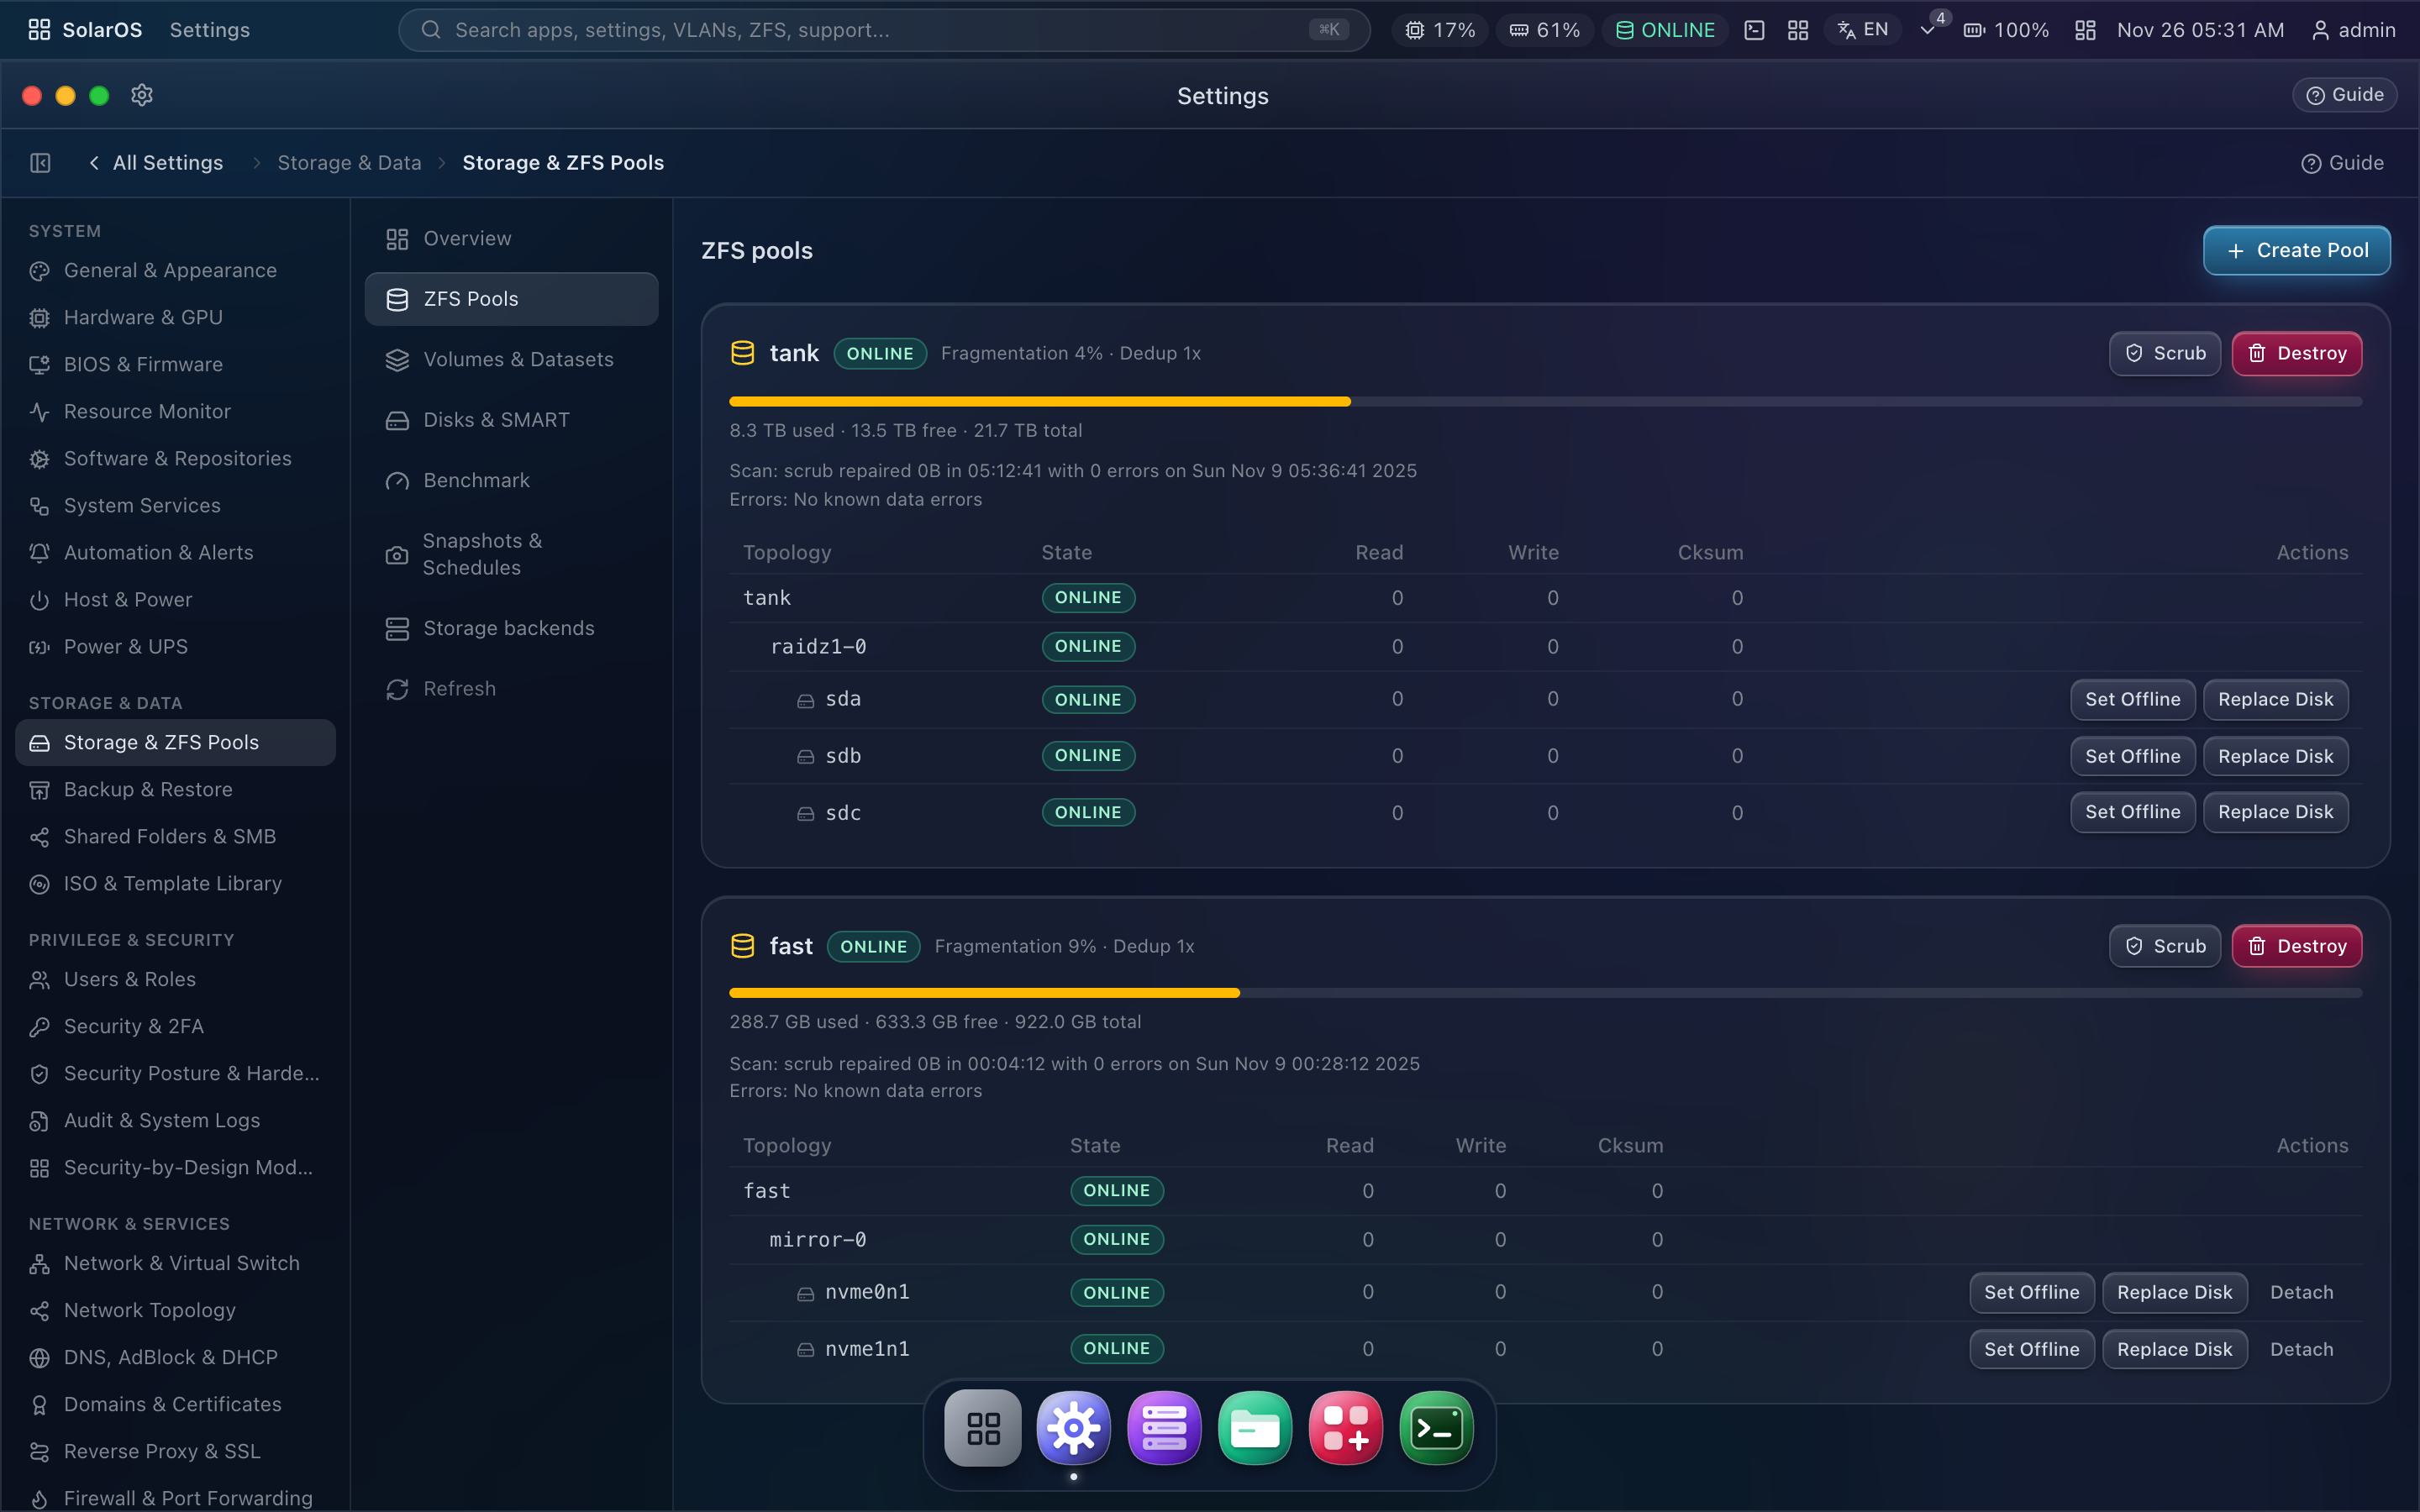 SolarOS Settings Search apps, settings, VLANs, ZFS, support... ⌘K 17% 61% ONLINE EN 4 100% Nov 26 05:31 AM admin
Settings Guide
All Settings Storage & Data Storage & ZFS Pools Guide
SYSTEM
General & Appearance
Hardware & GPU
BIOS & Firmware
Resource Monitor
Software & Repositories
System Services
Automation & Alerts
Host & Power
Power & UPS
STORAGE & DATA
Storage & ZFS Pools
Backup & Restore
Shared Folders & SMB
ISO & Template Library
PRIVILEGE & SECURITY
Users & Roles
Security & 2FA
Security Posture & Harde...
Audit & System Logs
Security-by-Design Mod...
NETWORK & SERVICES
Network & Virtual Switch
Network Topology
DNS, AdBlock & DHCP
Domains & Certificates
Reverse Proxy & SSL
Firewall & Port Forwarding
Overview
ZFS Pools
Volumes & Datasets
Disks & SMART
Benchmark
Snapshots &
Schedules
Storage backends
Refresh
ZFS pools Create Pool
tank ONLINE Fragmentation 4% · Dedup 1x Scrub Destroy
8.3 TB used · 13.5 TB free · 21.7 TB total
Scan: scrub repaired 0B in 05:12:41 with 0 errors on Sun Nov 9 05:36:41 2025
Errors: No known data errors
Topology State Read Write Cksum Actions
tank ONLINE 0 0 0
raidz1-0 ONLINE 0 0 0
sda ONLINE 0 0 0 Set Offline Replace Disk
sdb ONLINE 0 0 0 Set Offline Replace Disk
sdc ONLINE 0 0 0 Set Offline Replace Disk
fast ONLINE Fragmentation 9% · Dedup 1x Scrub Destroy
288.7 GB used · 633.3 GB free · 922.0 GB total
Scan: scrub repaired 0B in 00:04:12 with 0 errors on Sun Nov 9 00:28:12 2025
Errors: No known data errors
Topology State Read Write Cksum Actions
fast ONLINE 0 0 0
mirror-0 ONLINE 0 0 0
nvme0n1 ONLINE 0 0 0 Set Offline Replace Disk Detach
nvme1n1 ONLINE 0 0 0 Set Offline Replace Disk Detach